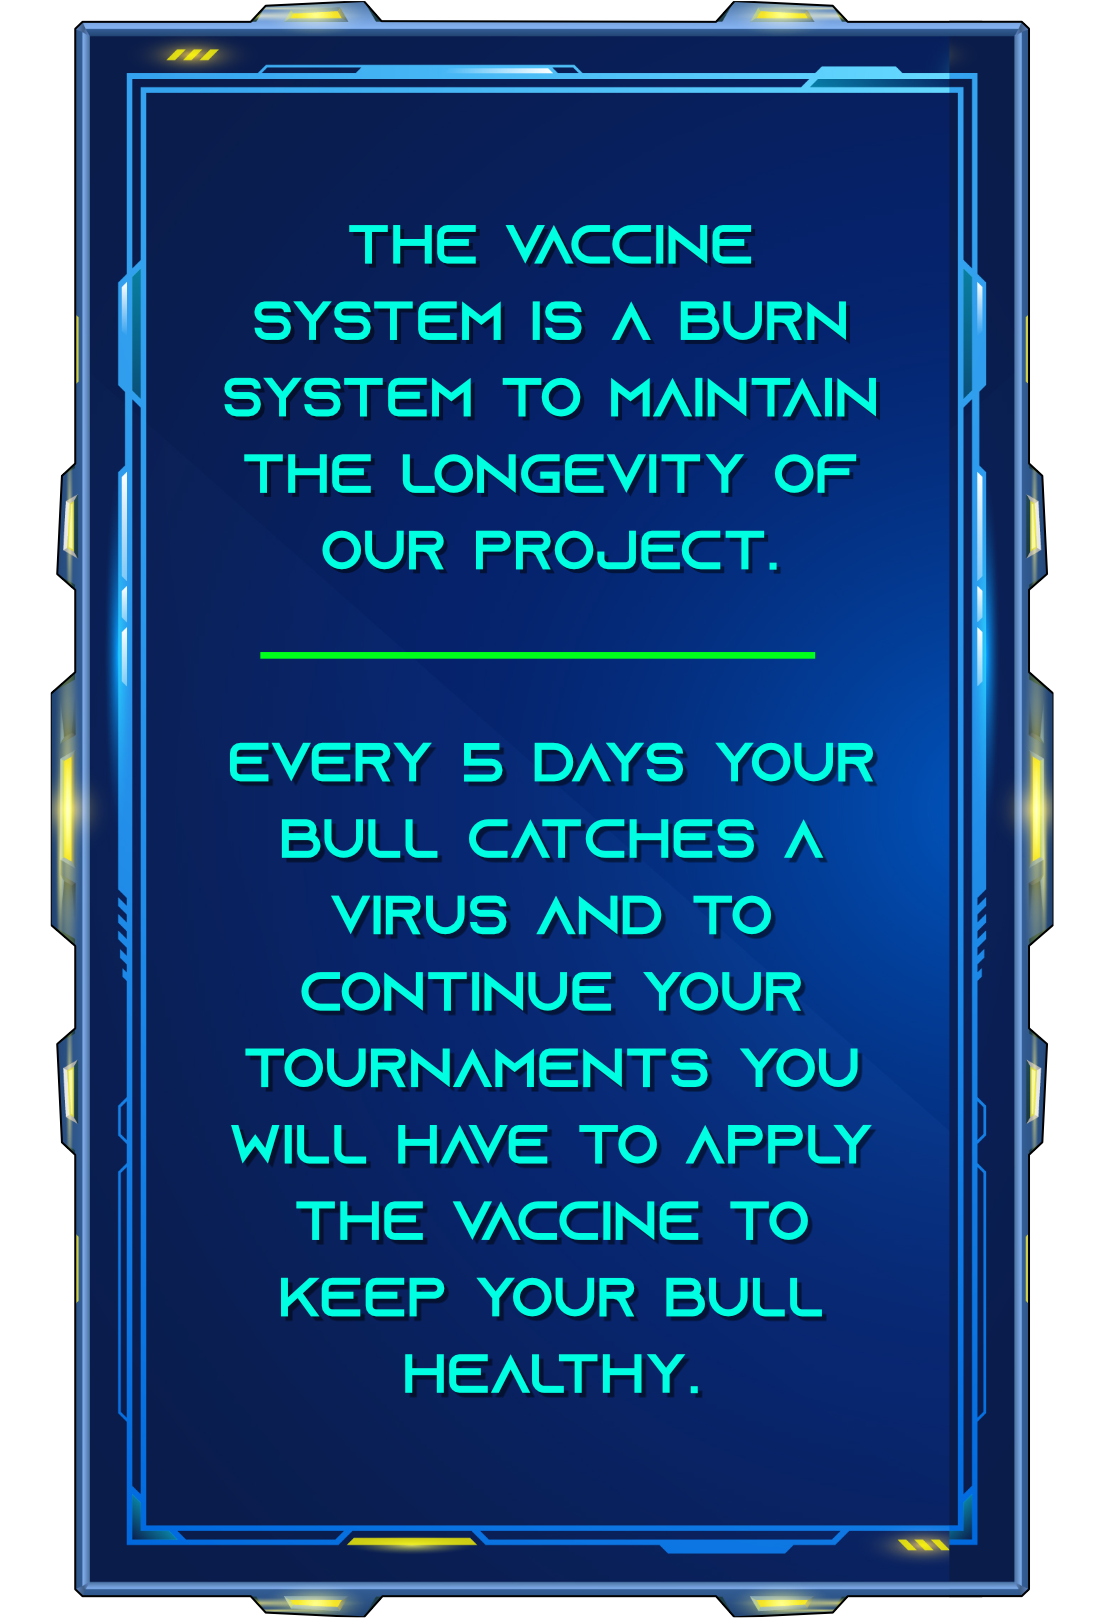 THE VACCINE
SYSTEM IS A BURN
SYSTEM TO MAINTAIN
THE LONGEVITY OF
OUR PROJECT.
EVERY 5 DAYS YOUR
BULL CATCHES A
VIRUS AND TO
CONTINUE YOUR
TOURNAMENTS YOU
WILL HAVE TO APPLY
THE VACCINE TO
KEEP YOUR BULL
HEALTHY.